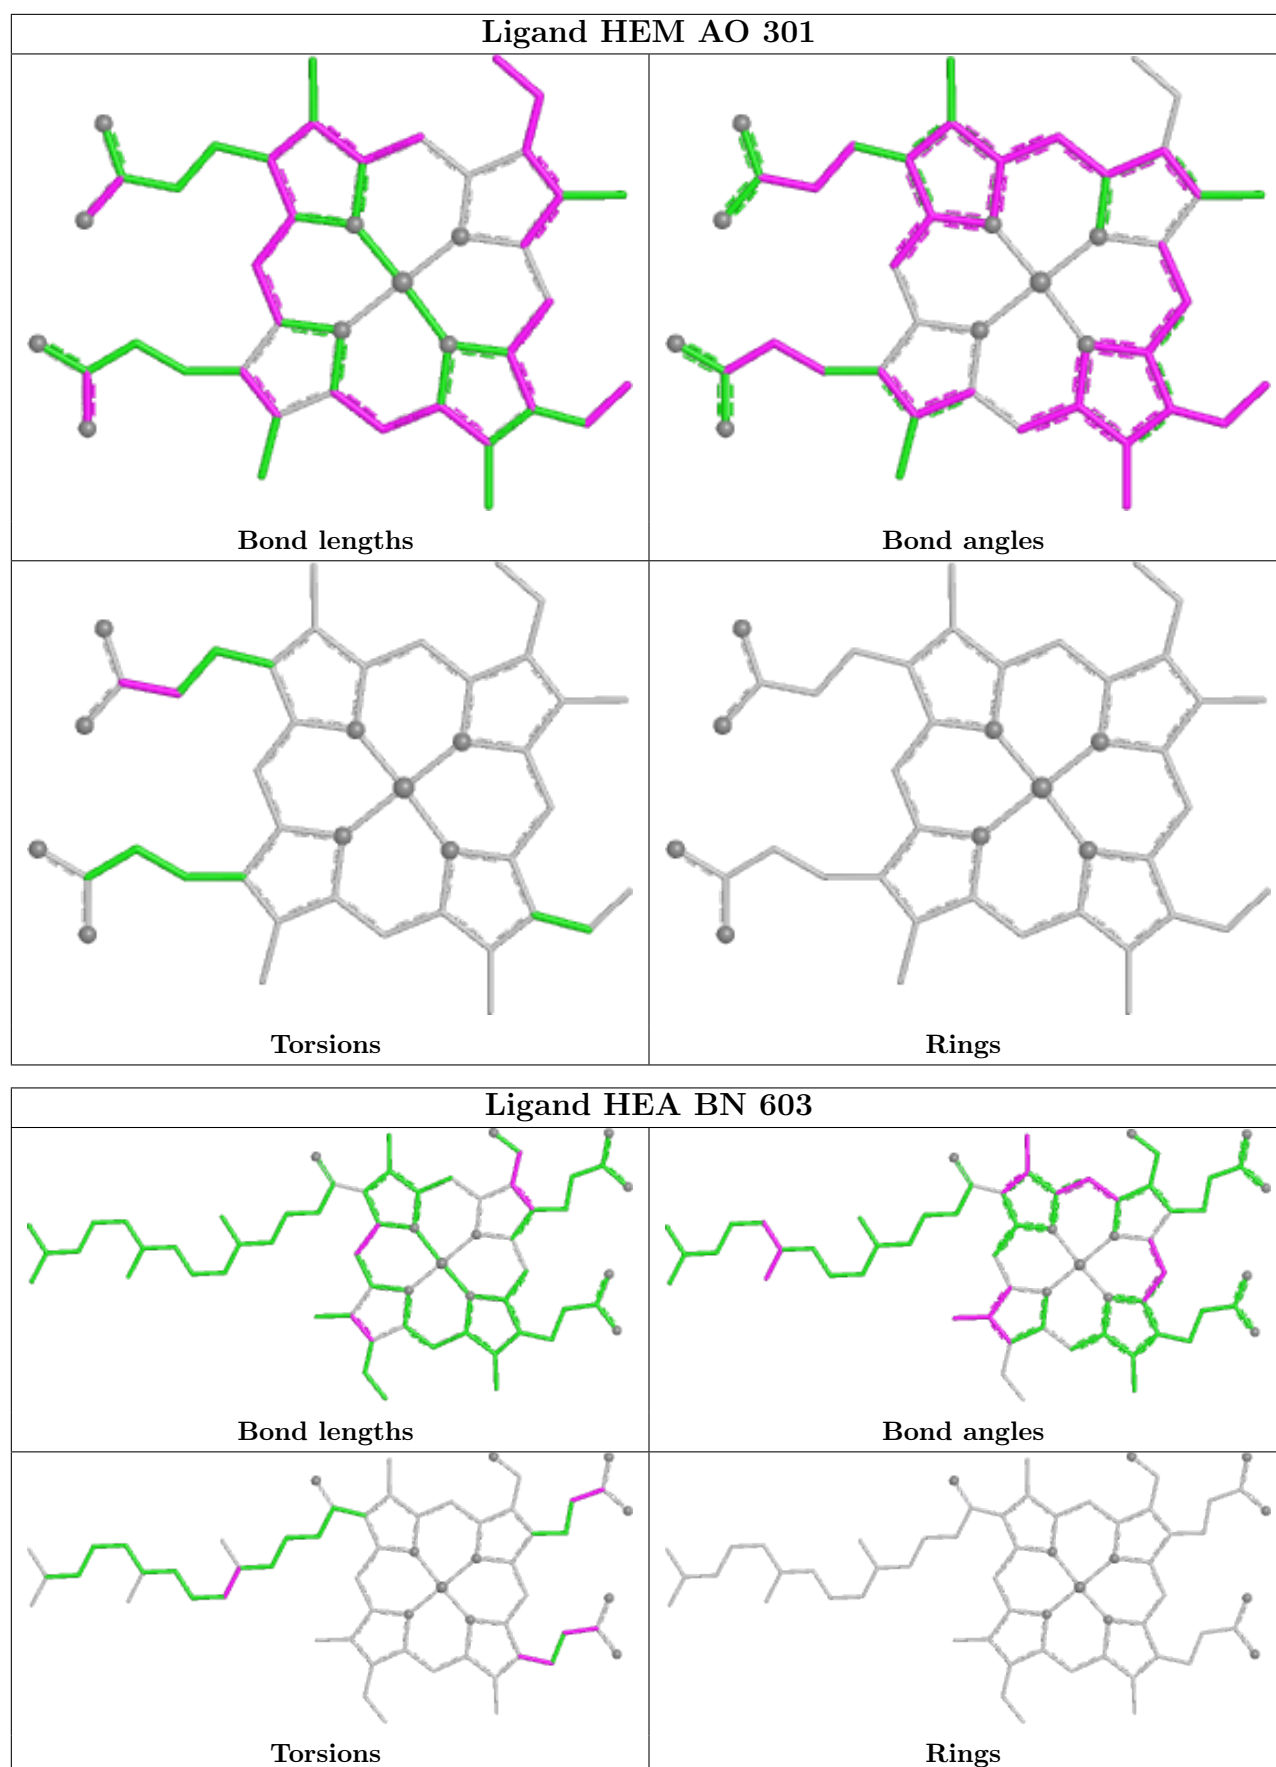 Ligand HEM AO 301
Bond lengths
Bond angles
Torsions
Rings
Ligand HEA BN 603
Bond lengths
Bond angles
Torsions
Rings